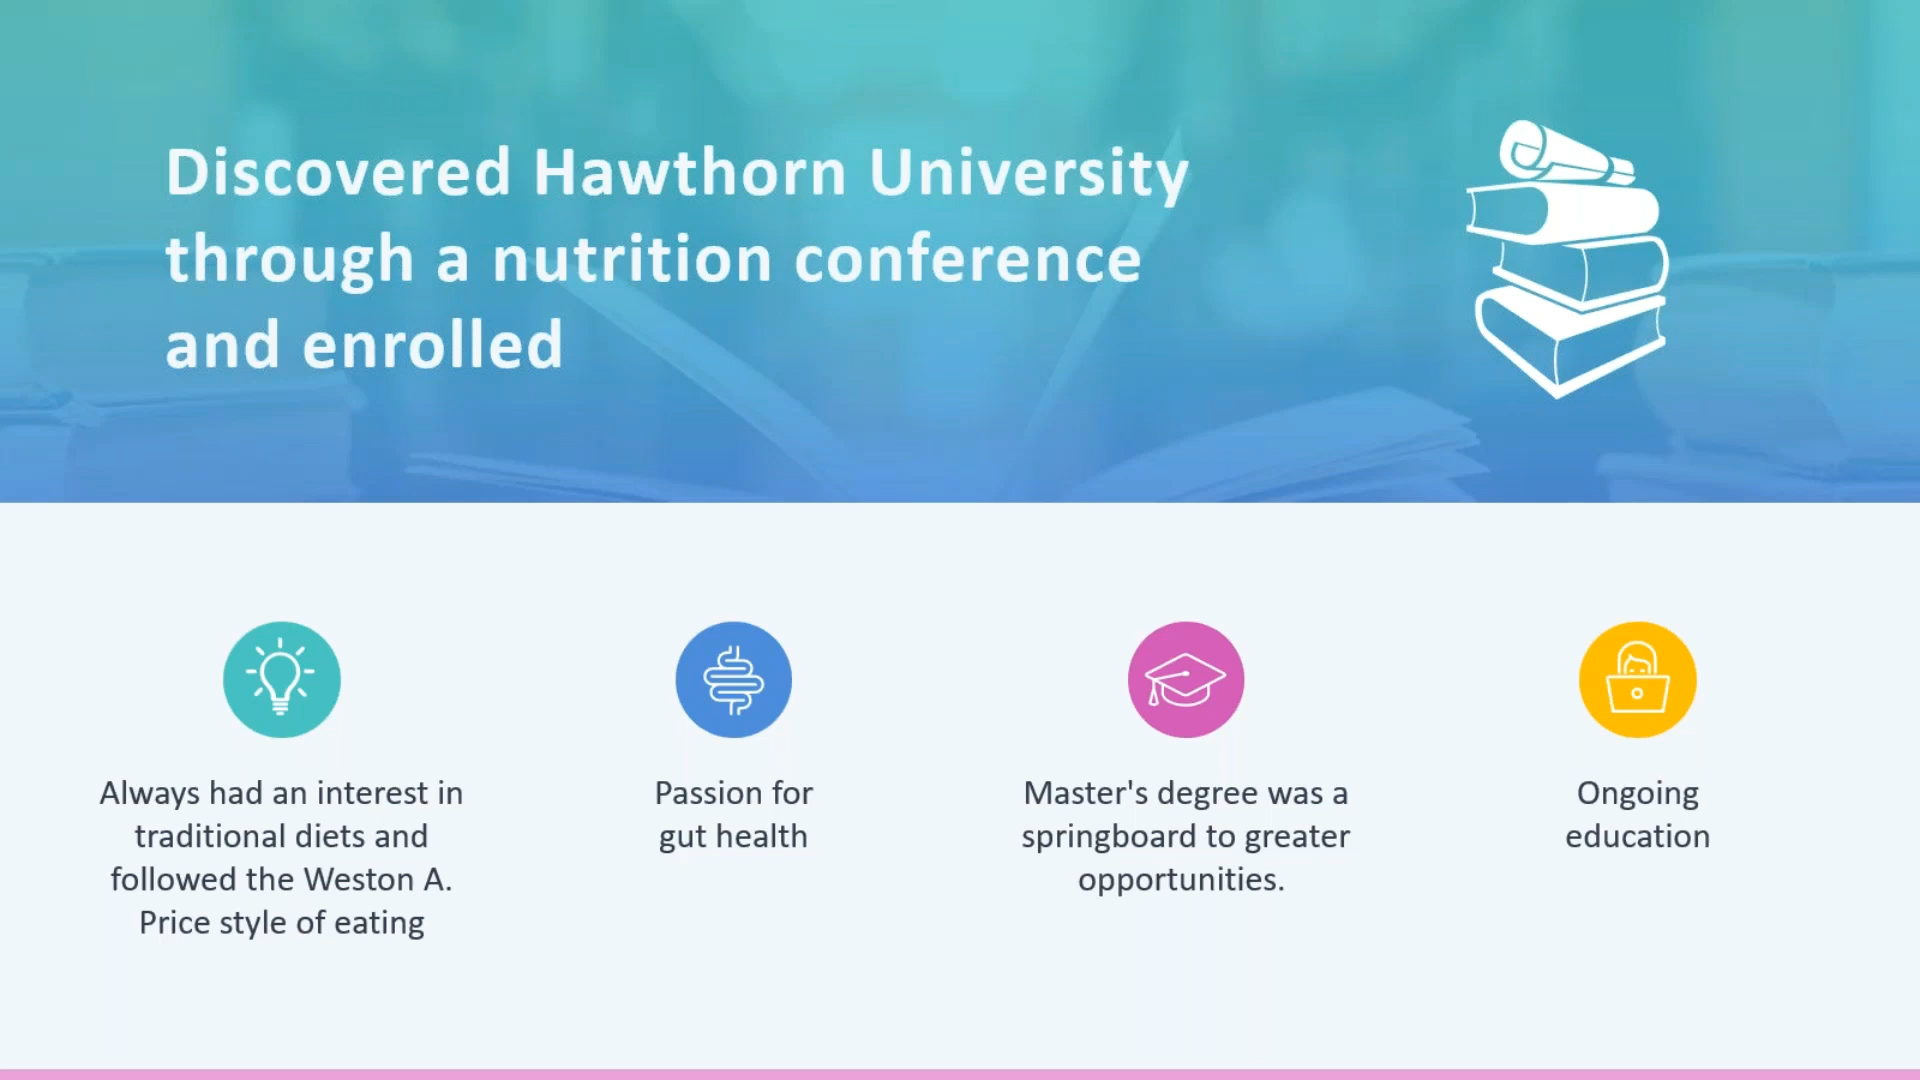 Discovered Hawthorn University
through a nutrition conference
and enrolled
Always had an interest in
traditional diets and
followed the Weston A.
Price style of eating
Passion for
gut health
Master's degree was a
springboard to greater
opportunities.
Ongoing
education